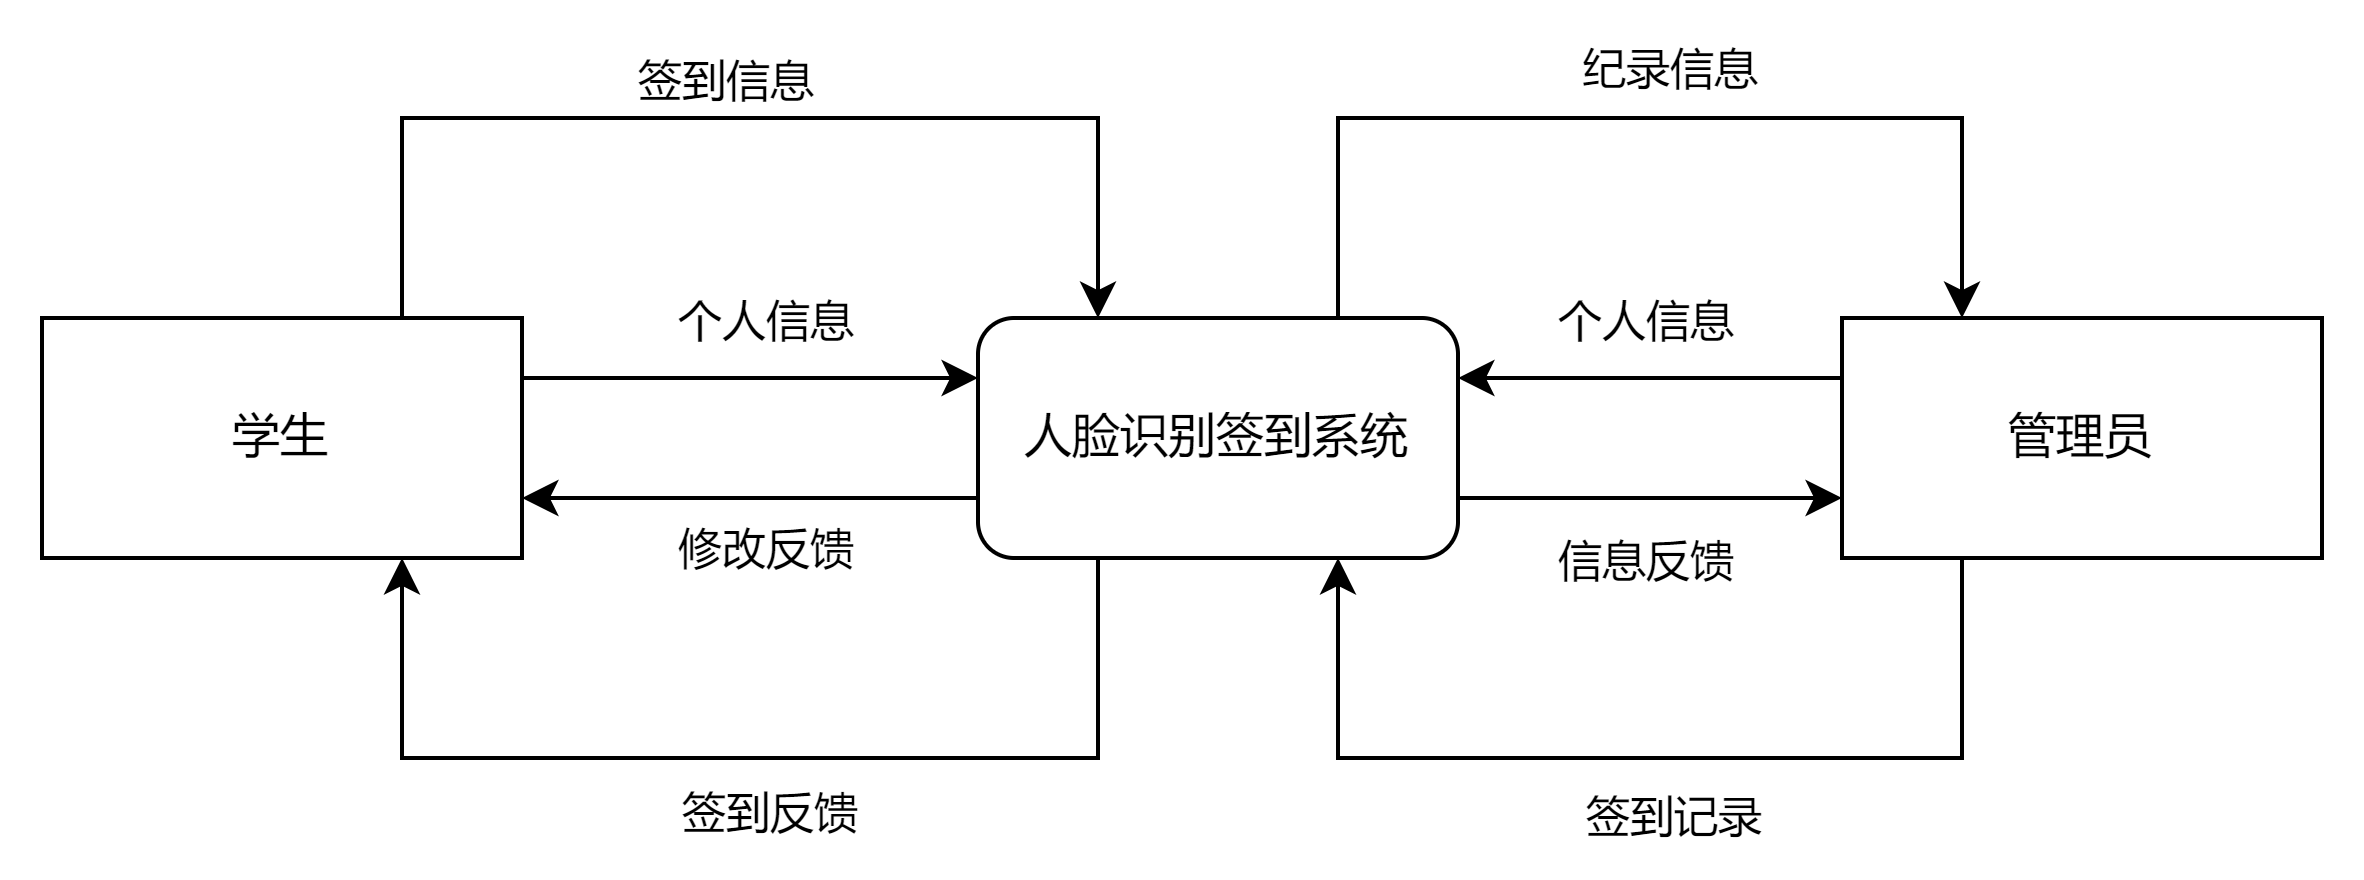 签到信息
纪录信息
个人信息
个人信息
学生
人脸识别签到系统
管理员
修改反馈
信息反馈
签到反馈
签到记录